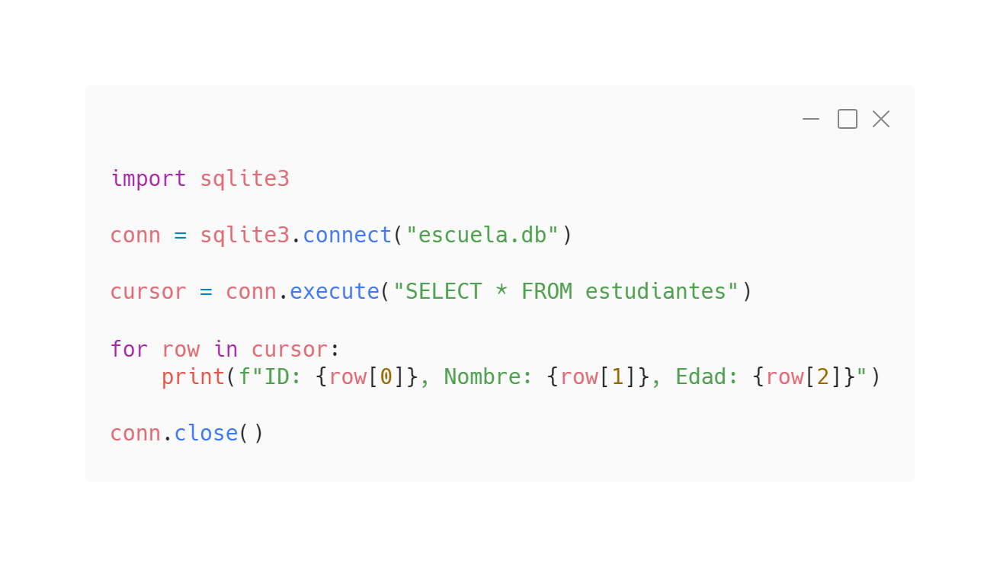 import sqlite3
conn = sqlite3.connect("escuela.db")
cursor = conn.execute("SELECT * FROM estudiantes")
for row in cursor:
    print(f"ID: {row[0]}, Nombre: {row[1]}, Edad: {row[2]}")
conn.close()